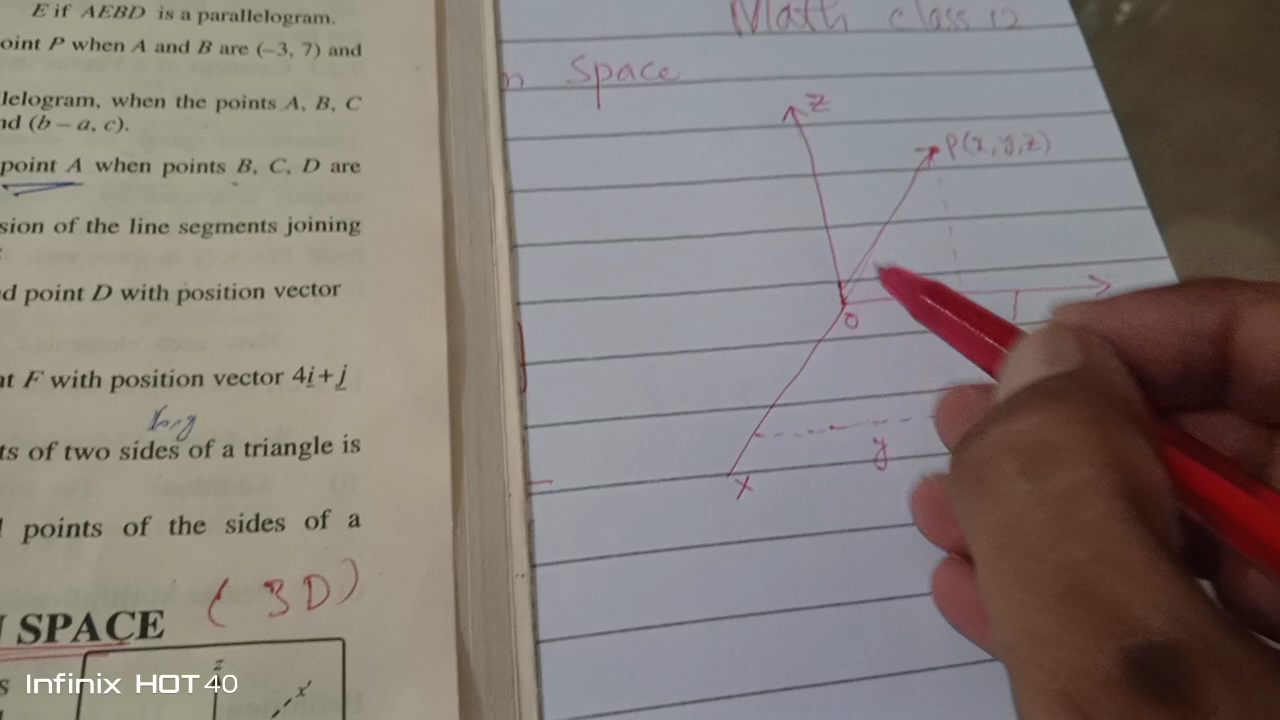 E if AEBD is a parallelogram.
oint P when A and B are (−3, 7) and
lelogram, when the points A, B, C
nd (b − a, c).
point A when points B, C, D are
sion of the line segments joining
d point D with position vector
nt F with position vector 4i+j
ts of two sides of a triangle is
points of the sides of a
(3D)
SPACE
z
x'
s
Infinix HOT 40
Math class 12
n Space
z
P(x,y,z)
O
y
x